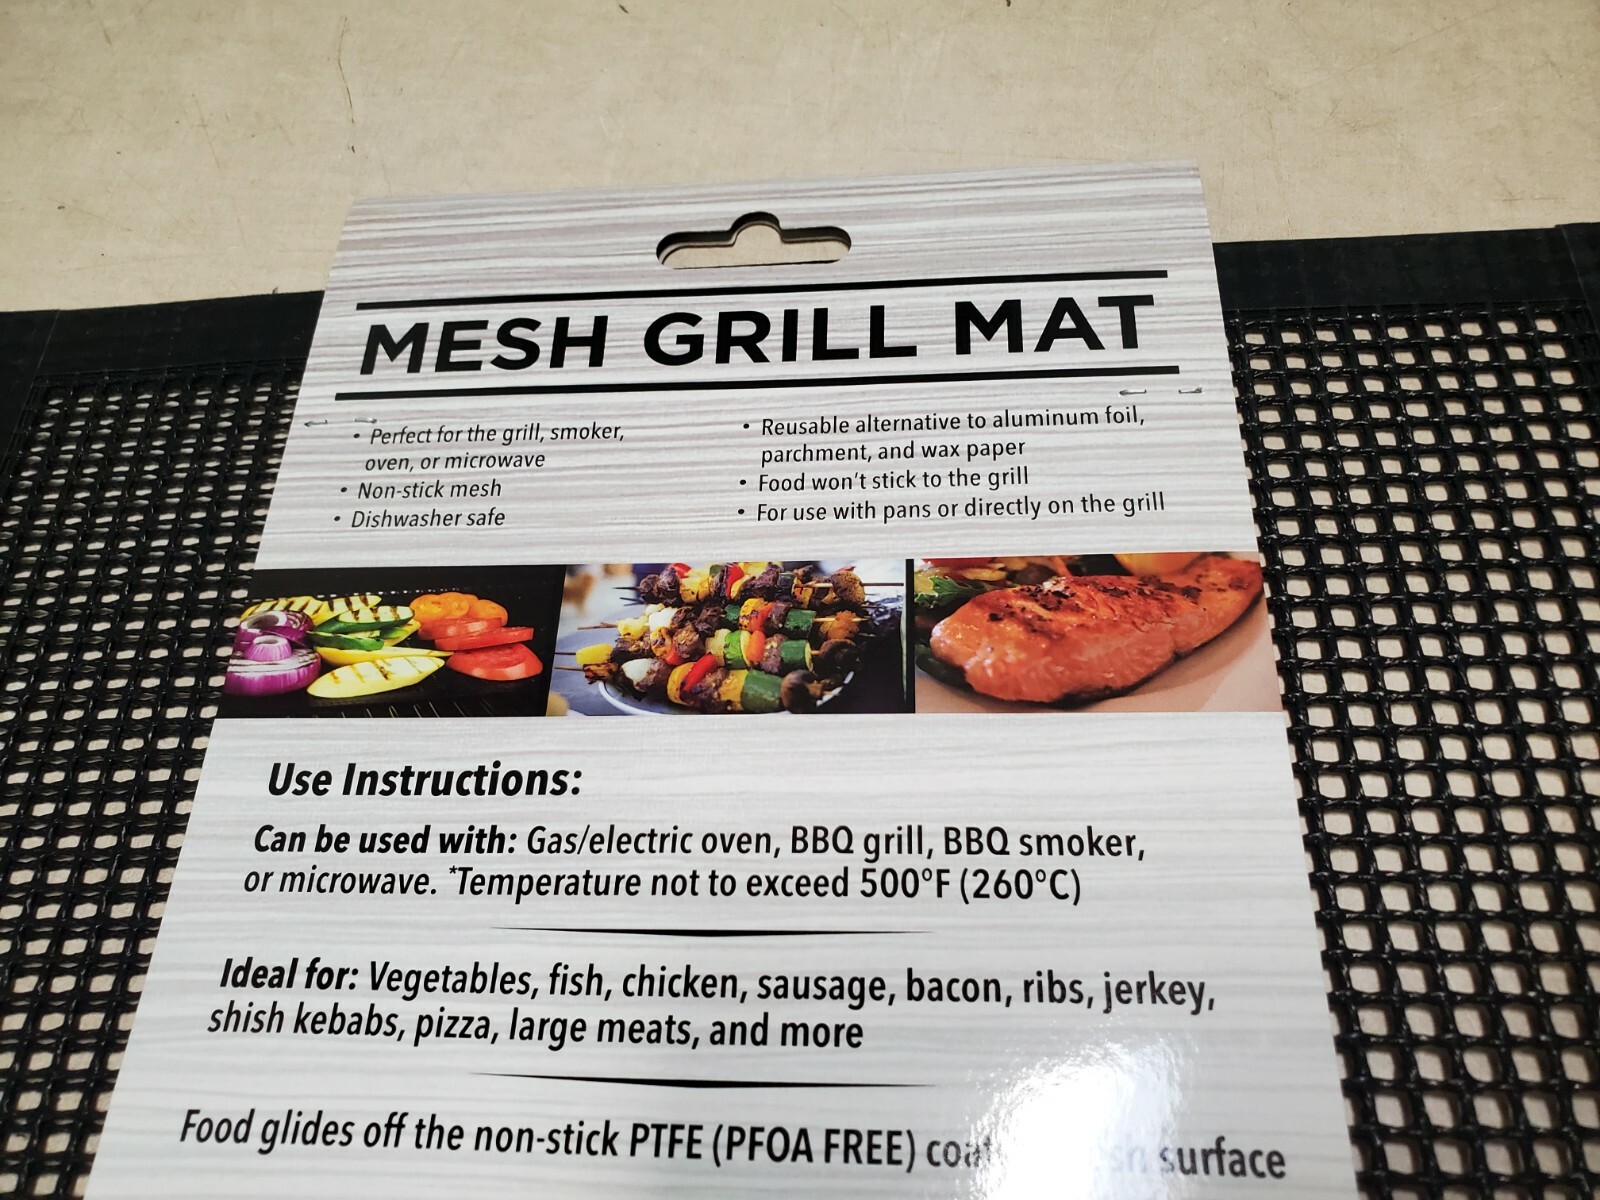 MESH GRILL MAT
• Perfect for the grill, smoker,
oven, or microwave
• Non-stick mesh
• Dishwasher safe
• Reusable alternative to aluminum foil,
parchment, and wax paper
• Food won't stick to the grill
• For use with pans or directly on the grill
Use Instructions:
Can be used with: Gas/electric oven, BBQ grill, BBQ smoker,
or microwave. *Temperature not to exceed 500°F (260°C)
Ideal for: Vegetables, fish, chicken, sausage, bacon, ribs, jerkey,
shish kebabs, pizza, large meats, and more
Food glides off the non-stick PTFE (PFOA FREE) surface